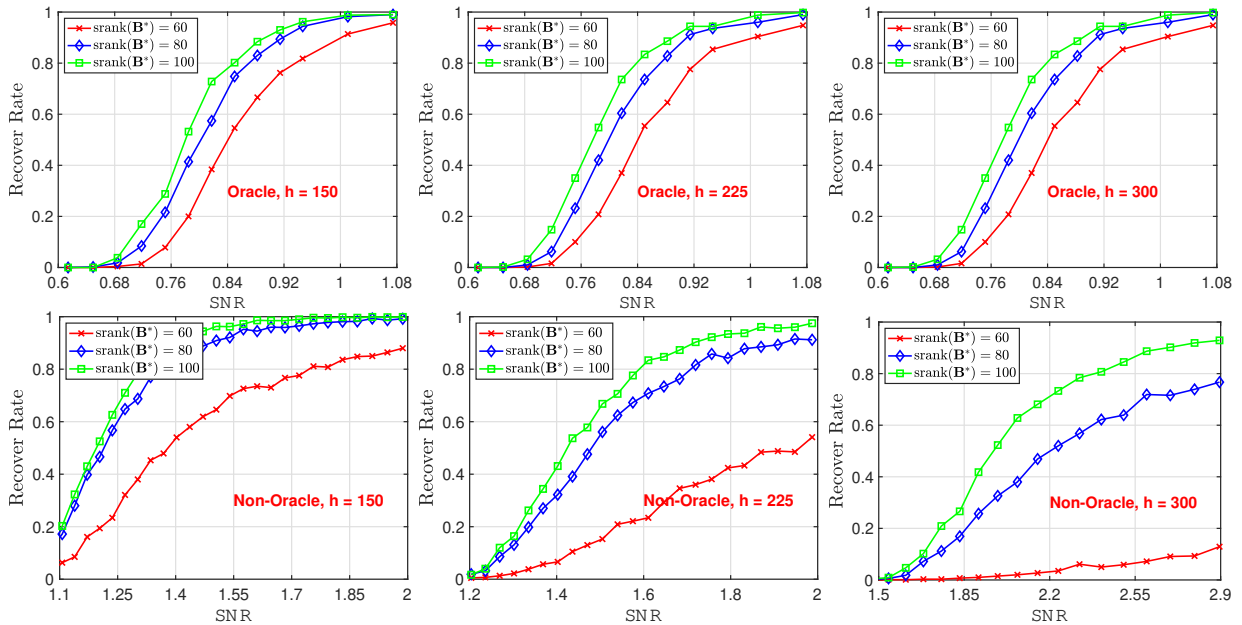 1
0.8
0.6
0.4
0.2
0
Recover Rate
srank(B*) = 60
srank(B*) = 80
srank(B*) = 100
Oracle, h = 150
0.6 0.68 0.76 0.84 0.92 1 1.08
SNR
1
0.8
0.6
0.4
0.2
0
Recover Rate
srank(B*) = 60
srank(B*) = 80
srank(B*) = 100
Oracle, h = 225
0.6 0.68 0.76 0.84 0.92 1 1.08
SNR
1
0.8
0.6
0.4
0.2
0
Recover Rate
srank(B*) = 60
srank(B*) = 80
srank(B*) = 100
Oracle, h = 300
0.6 0.68 0.76 0.84 0.92 1 1.08
SNR
1
0.8
0.6
0.4
0.2
0
Recover Rate
srank(B*) = 60
srank(B*) = 80
srank(B*) = 100
Non-Oracle, h = 150
1.1 1.25 1.4 1.55 1.7 1.85 2
SNR
1
0.8
0.6
0.4
0.2
0
Recover Rate
srank(B*) = 60
srank(B*) = 80
srank(B*) = 100
Non-Oracle, h = 225
1.2 1.4 1.6 1.8 2
SNR
1
0.8
0.6
0.4
0.2
0
Recover Rate
srank(B*) = 60
srank(B*) = 80
srank(B*) = 100
Non-Oracle, h = 300
1.5 1.85 2.2 2.55 2.9
SNR